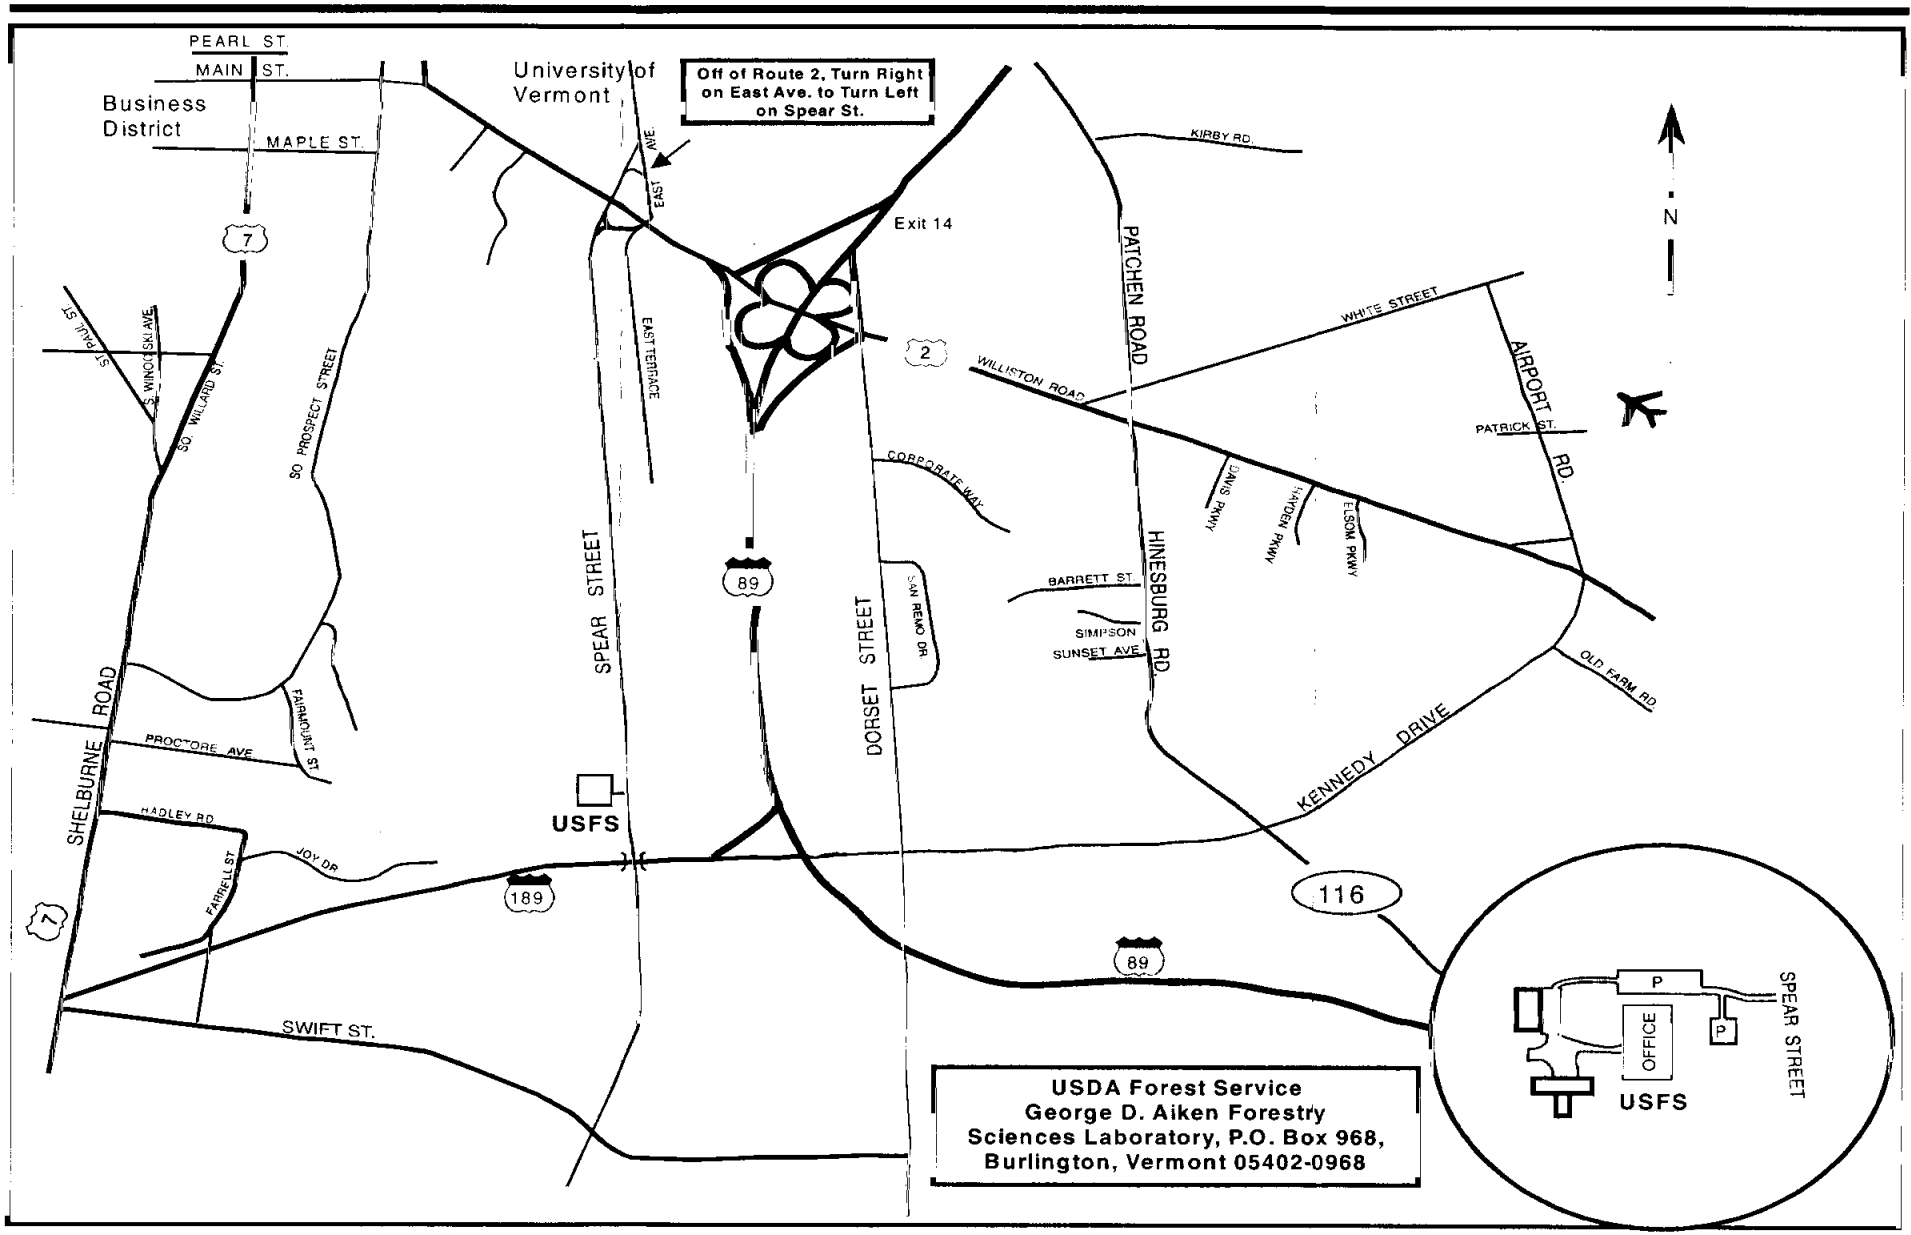 PEARL ST.
MAIN ST.
Business
District
MAPLE ST.
University of
Vermont
Off of Route 2, Turn Right
on East Ave. to Turn Left
on Spear St.
EAST AVE.
KIRBY RD.
N
7
Exit 14
PATCHEN ROAD
ST PAUL ST.
S. WINOOSKI AVE
SO. WILLARD ST.
SO PROSPECT STREET
EAST TERRACE
2
WILLISTON ROAD
WHITE STREET
AIRPORT RD.
PATRICK ST.
CORPORATE WAY
DAVIS PKWY
HAYDEN PKWY
ELSOM PKWY
SPEAR STREET
89
DORSET STREET
SAN REMO DR.
HINESBURG RD.
BARRETT ST.
SIMPSON
SUNSET AVE
OLD FARM RD.
KENNEDY DRIVE
SHELBURNE ROAD
FAIRMOUNT ST
PROCTORE AVE
HADLEY RD
FARRELL ST
JOY DR
USFS
189
7
116
89
SWIFT ST.
USDA Forest Service
George D. Aiken Forestry
Sciences Laboratory, P.O. Box 968,
Burlington, Vermont 05402-0968
P
P
OFFICE
USFS
SPEAR STREET